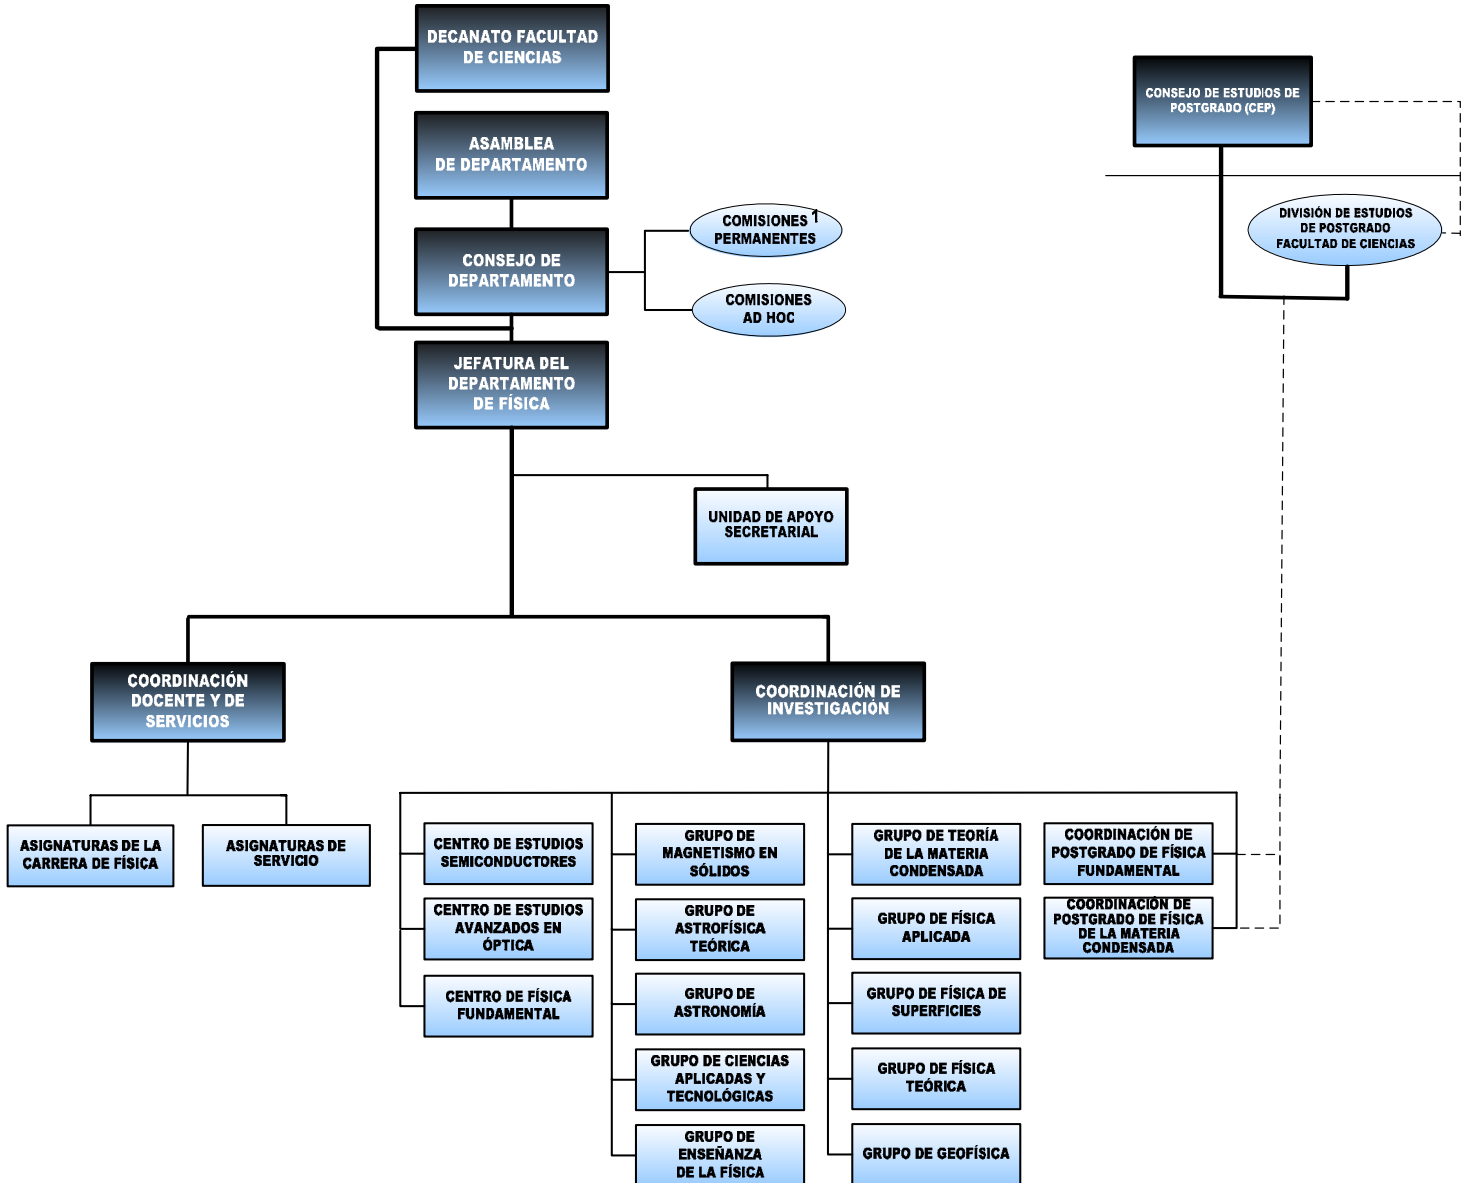 DECANATO FACULTAD
DE CIENCIAS
CONSEJO DE ESTUDIOS DE
POSTGRADO (CEP)
ASAMBLEA
DE DEPARTAMENTO
COMISIONES 1
PERMANENTES
DIVISIÓN DE ESTUDIOS
DE POSTGRADO
FACULTAD DE CIENCIAS
CONSEJO DE
DEPARTAMENTO
COMISIONES
AD HOC
JEFATURA DEL
DEPARTAMENTO
DE FÍSICA
UNIDAD DE APOYO
SECRETARIAL
COORDINACIÓN
DOCENTE Y DE
SERVICIOS
COORDINACIÓN DE
INVESTIGACIÓN
ASIGNATURAS DE LA
CARRERA DE FÍSICA
ASIGNATURAS DE
SERVICIO
CENTRO DE ESTUDIOS
SEMICONDUCTORES
GRUPO DE
MAGNETISMO EN
SÓLIDOS
GRUPO DE TEORÍA
DE LA MATERIA
CONDENSADA
COORDINACIÓN DE
POSTGRADO DE FÍSICA
FUNDAMENTAL
CENTRO DE ESTUDIOS
AVANZADOS EN
ÓPTICA
GRUPO DE
ASTROFÍSICA
TEÓRICA
GRUPO DE FÍSICA
APLICADA
COORDINACIÓN DE
POSTGRADO DE FÍSICA
DE LA MATERIA
CONDENSADA
CENTRO DE FÍSICA
FUNDAMENTAL
GRUPO DE
ASTRONOMÍA
GRUPO DE FÍSICA DE
SUPERFICIES
GRUPO DE CIENCIAS
APLICADAS Y
TECNOLÓGICAS
GRUPO DE FÍSICA
TEÓRICA
GRUPO DE
ENSEÑANZA
DE LA FÍSICA
GRUPO DE GEOFÍSICA